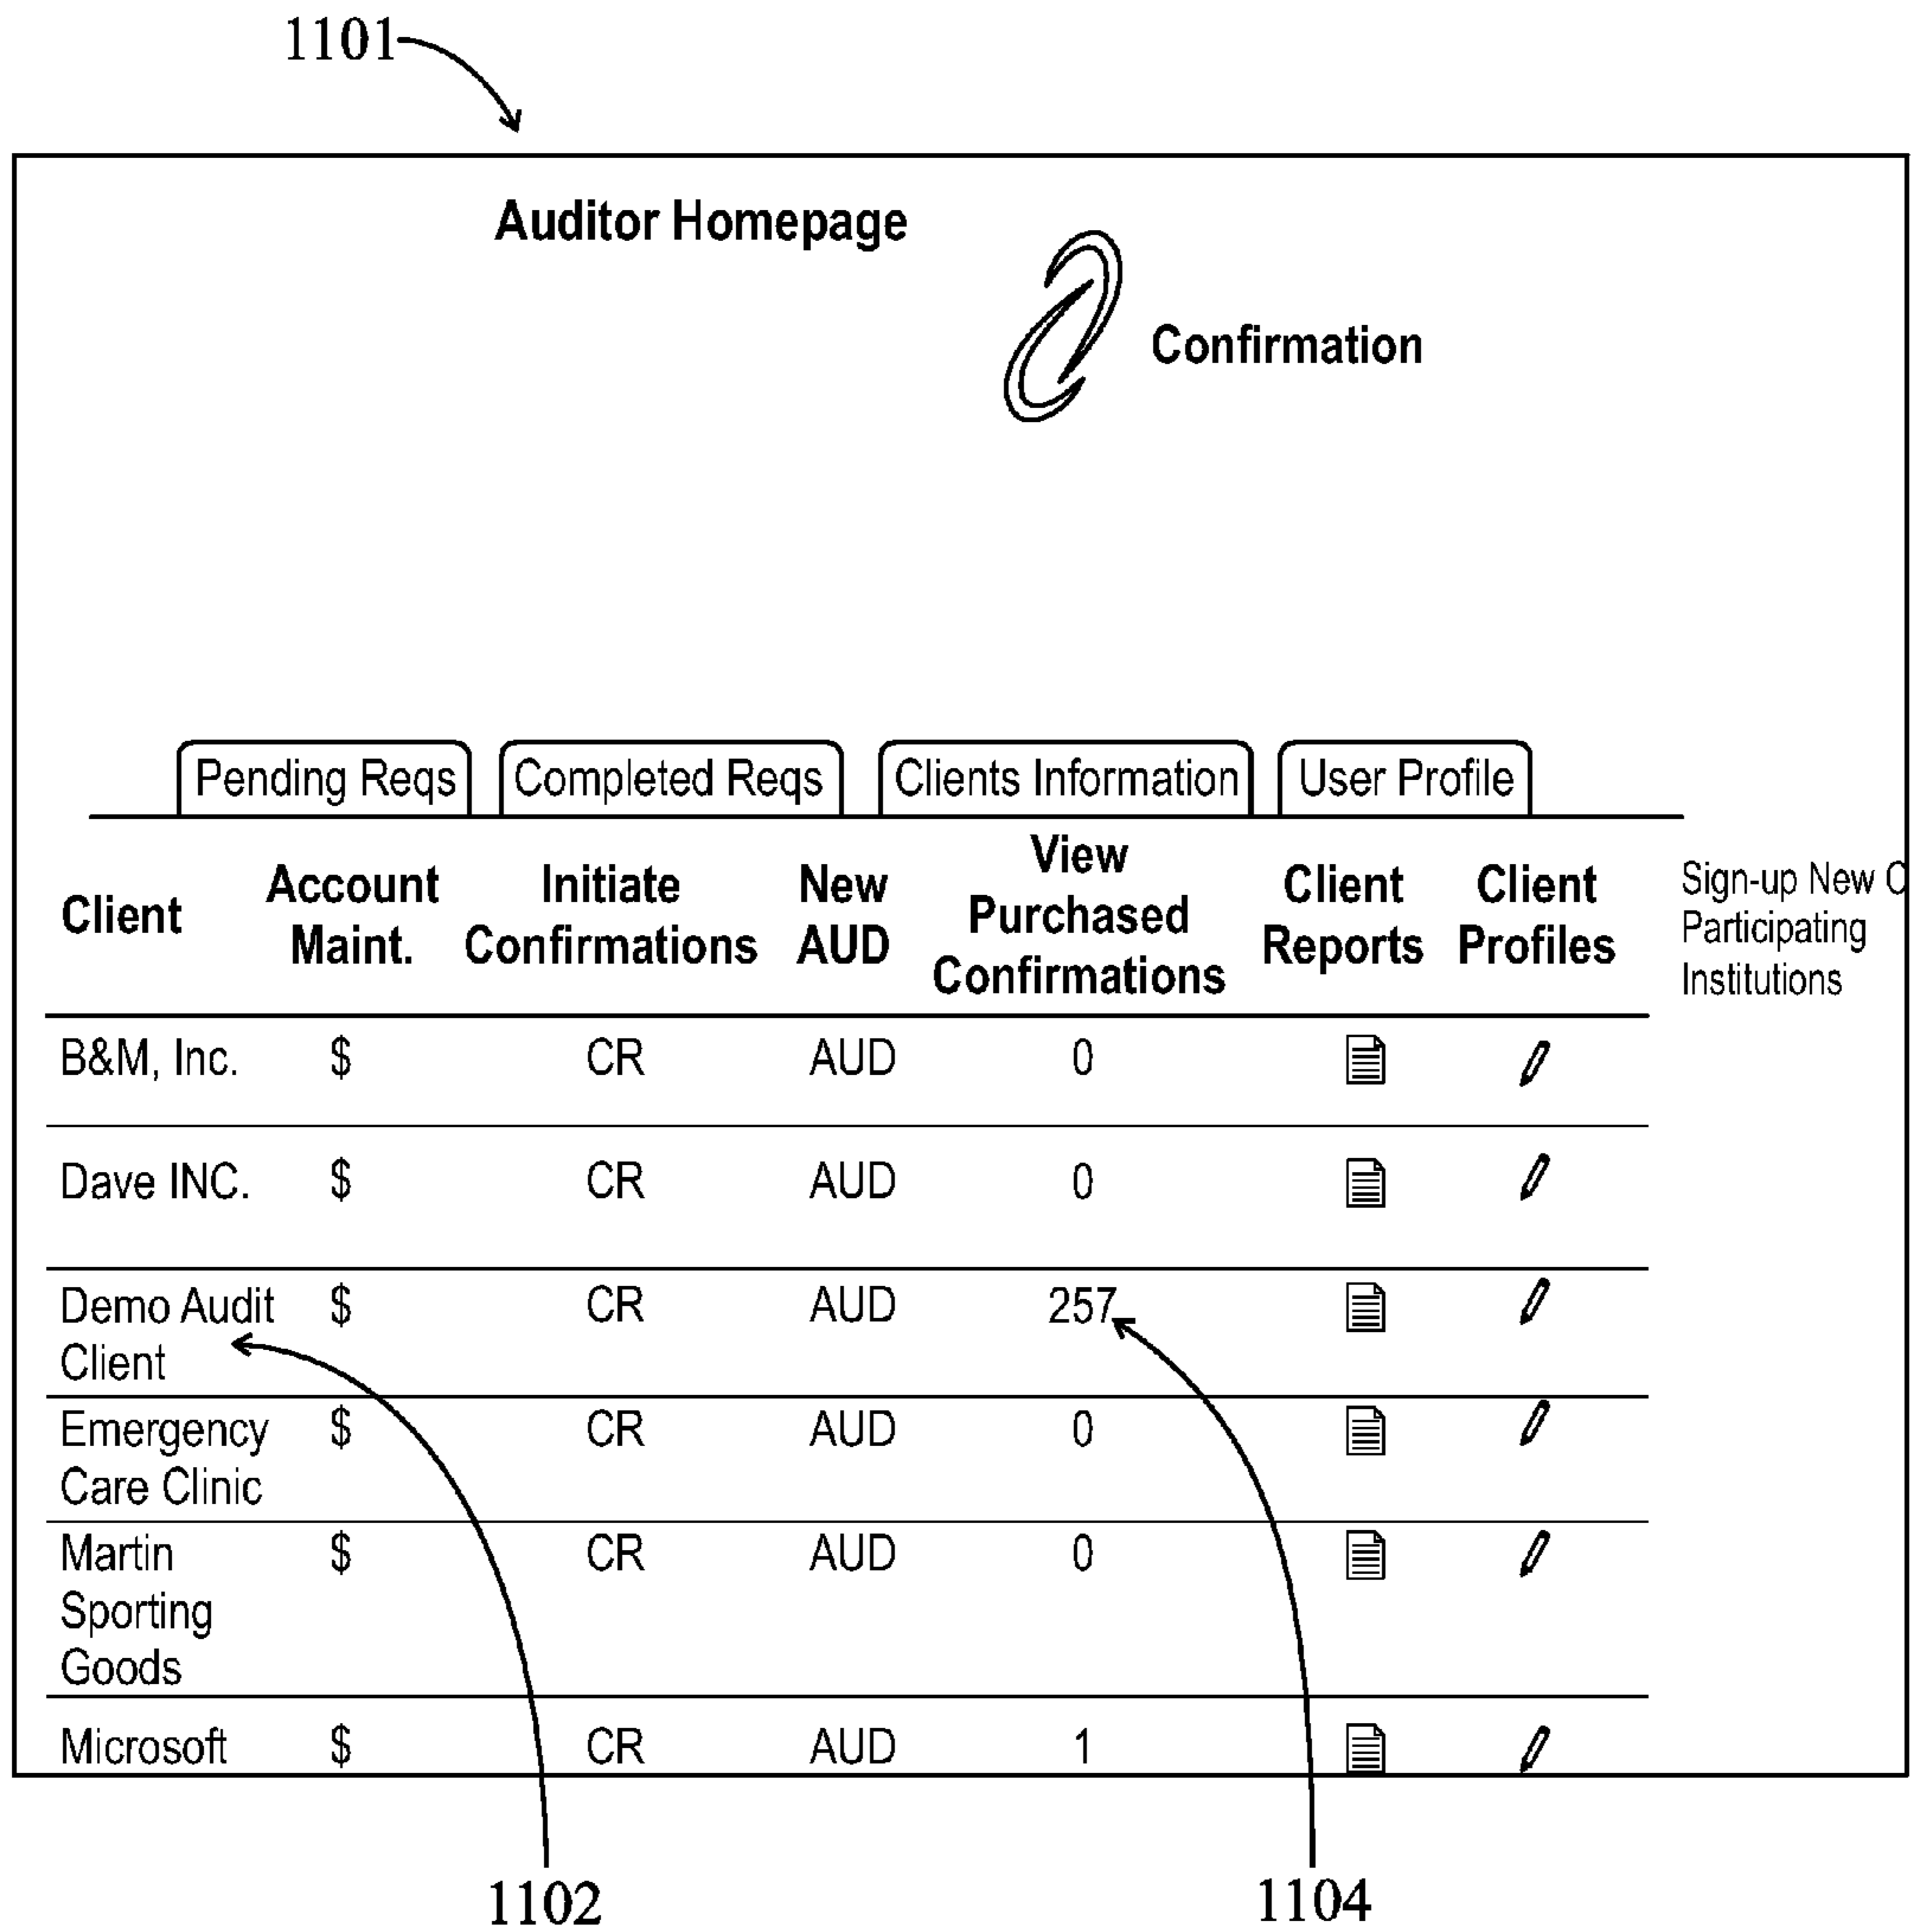 1101
Auditor Homepage
Confirmation
Pending Reqs Completed Reqs Clients Information User Profile
Client Account Maint. Initiate Confirmations New AUD View Purchased Confirmations Client Reports Client Profiles
Sign-up New C
Participating
Institutions
B&M, Inc. $ CR AUD 0
Dave INC. $ CR AUD 0
Demo Audit $ CR AUD 257
Client
Emergency $ CR AUD 0
Care Clinic
Martin $ CR AUD 0
Sporting
Goods
Microsoft $ CR AUD 1
1102 1104